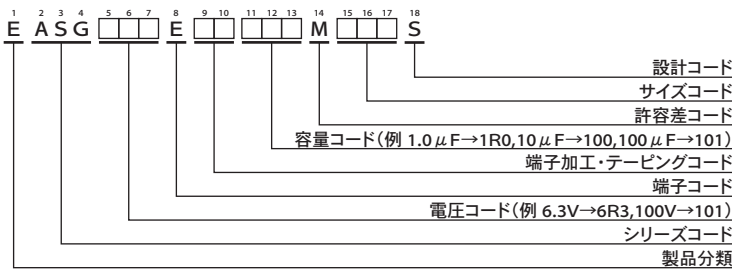 1 2 3 4 5 6 7 8 9 10 11 12 13 14 15 16 17 18
E ASG □□□ E □□ □□□ M □□□ S
設計コード
サイズコード
許容差コード
容量コード(例 1.0μF→1R0,10μF→100,100μF→101)
端子加工・テーピングコード
端子コード
電圧コード(例 6.3V→6R3,100V→101)
シリーズコード
製品分類